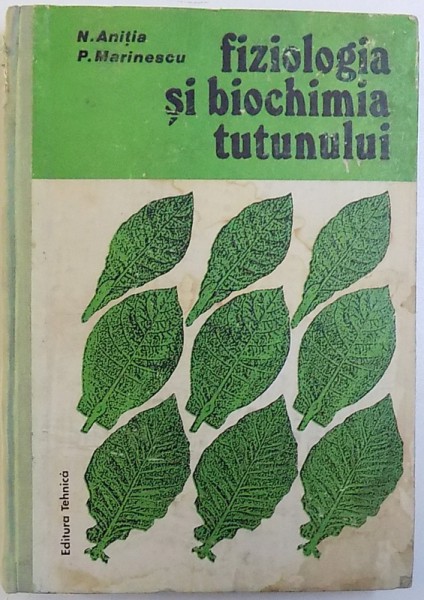 N. Aniția
P. Marinescu
fiziologia
și biochimia
tutunului
Editura Tehnică